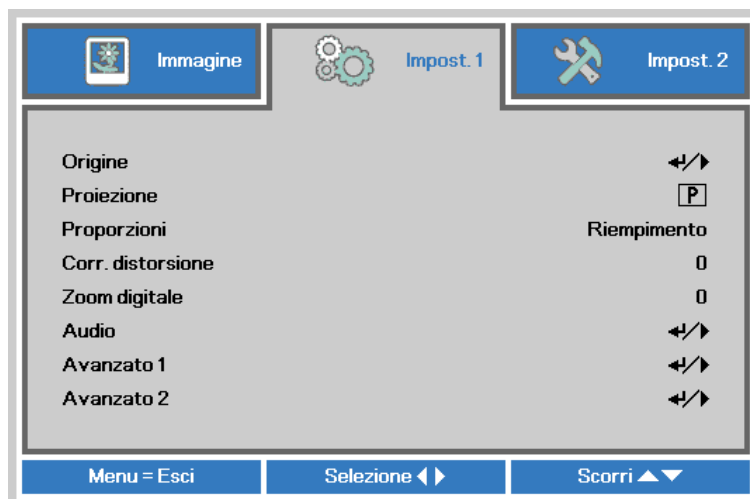 Immagine
Impost. 1
Impost. 2
Origine
Proiezione P
Proporzioni Riempimento
Corr. distorsione 0
Zoom digitale 0
Audio
Avanzato 1
Avanzato 2
Menu = Esci Selezione Scorri